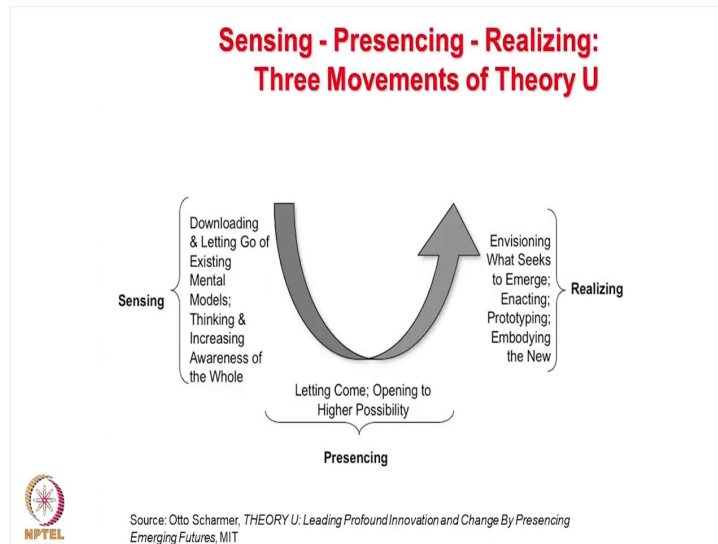 Sensing - Presencing - Realizing:
Three Movements of Theory U
Downloading
& Letting Go of
Existing
Mental
Models;
Thinking &
Increasing
Awareness of
the Whole
Sensing
Envisioning
What Seeks
to Emerge;
Enacting;
Prototyping;
Embodying
the New
Realizing
Letting Come; Opening to
Higher Possibility
Presencing
NPTEL
Source: Otto Scharmer, THEORY U: Leading Profound Innovation and Change By Presencing
Emerging Futures, MIT